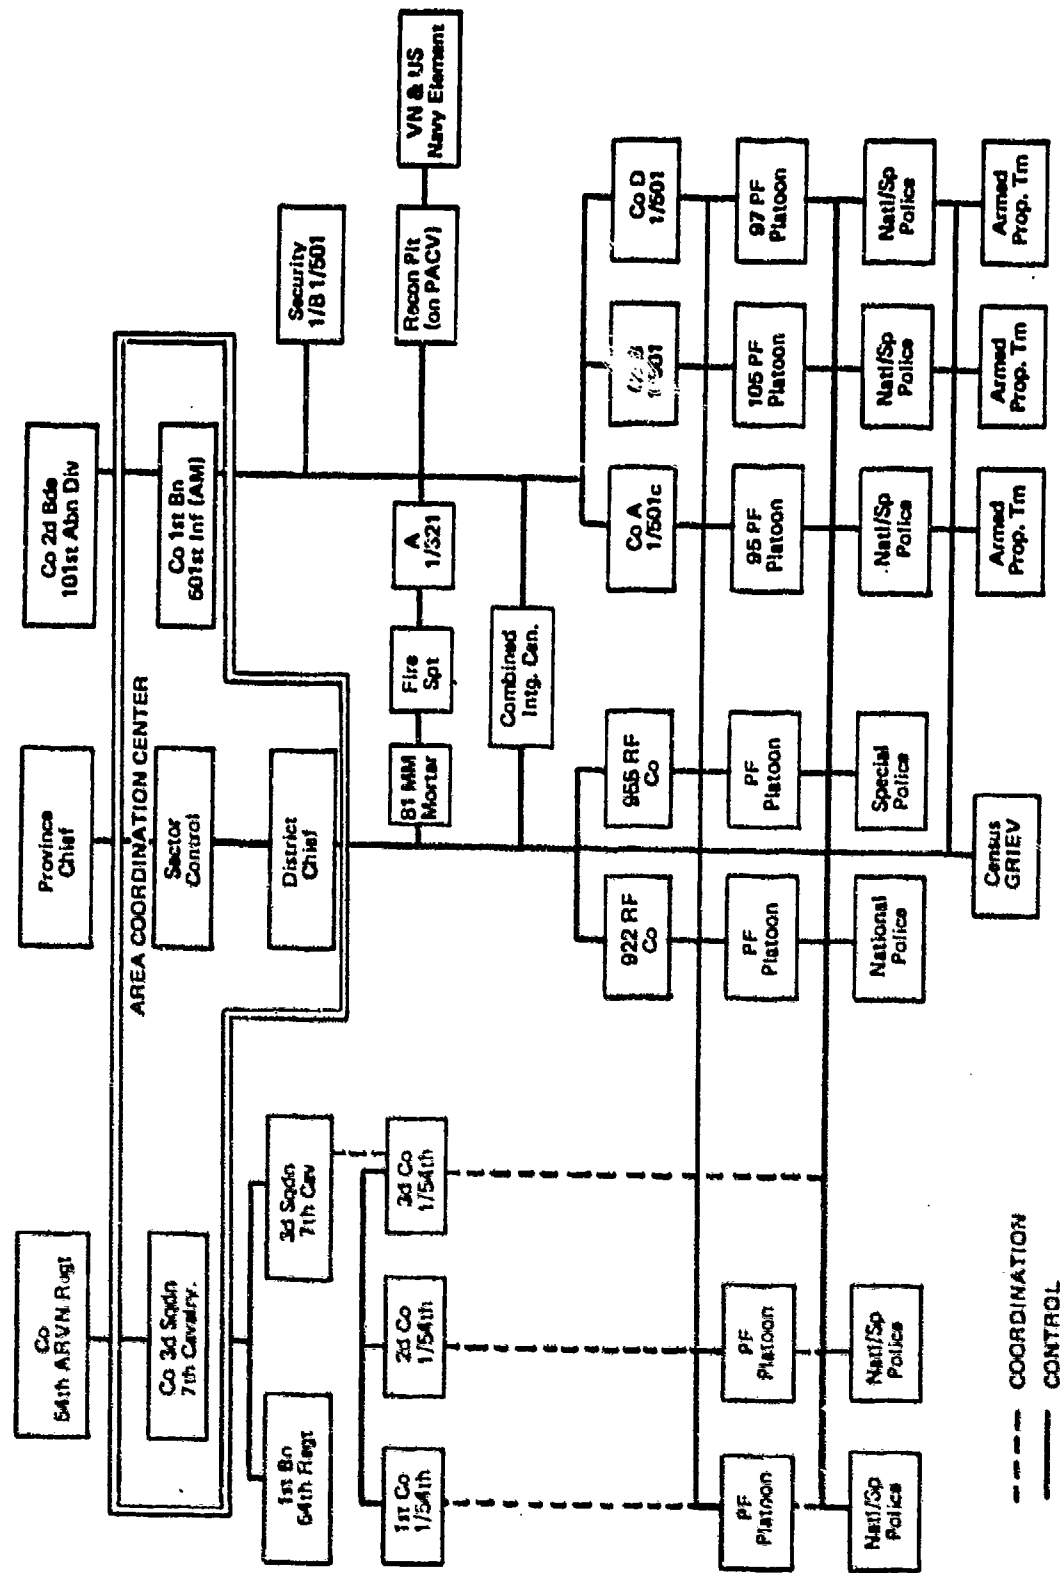 Co
54th ARVN Regt
Province
Chief
Co 2d Bde
101st Abn Div
AREA COORDINATION CENTER
Co 3d Sqdn
7th Cavalry.
Sector
Control
Co 1st Bn
501st Inf (AM)
1st Bn
54th Regt
3d Sqdn
7th Cav
District
Chief
Security
1/B 1/501
1st Co
1/54th
2d Co
1/54th
3d Co
1/54th
81 MM
Mortar
Fire
Spt
A
1/321
Recon Plt
(on PACV)
VN & US
Navy Element
Combined
Intg. Cen.
922 RF
Co
955 RF
Co
Co A
1/501c
Co D
1/501
PF
Platoon
PF
Platoon
PF
Platoon
PF
Platoon
95 PF
Platoon
105 PF
Platoon
97 PF
Platoon
Natl/Sp
Police
Natl/Sp
Police
National
Police
Special
Police
Natl/Sp
Police
Natl/Sp
Police
Natl/Sp
Police
Census
GRIEV
Armed
Prop. Tm
Armed
Prop. Tm
Armed
Prop. Tm
COORDINATION
CONTROL